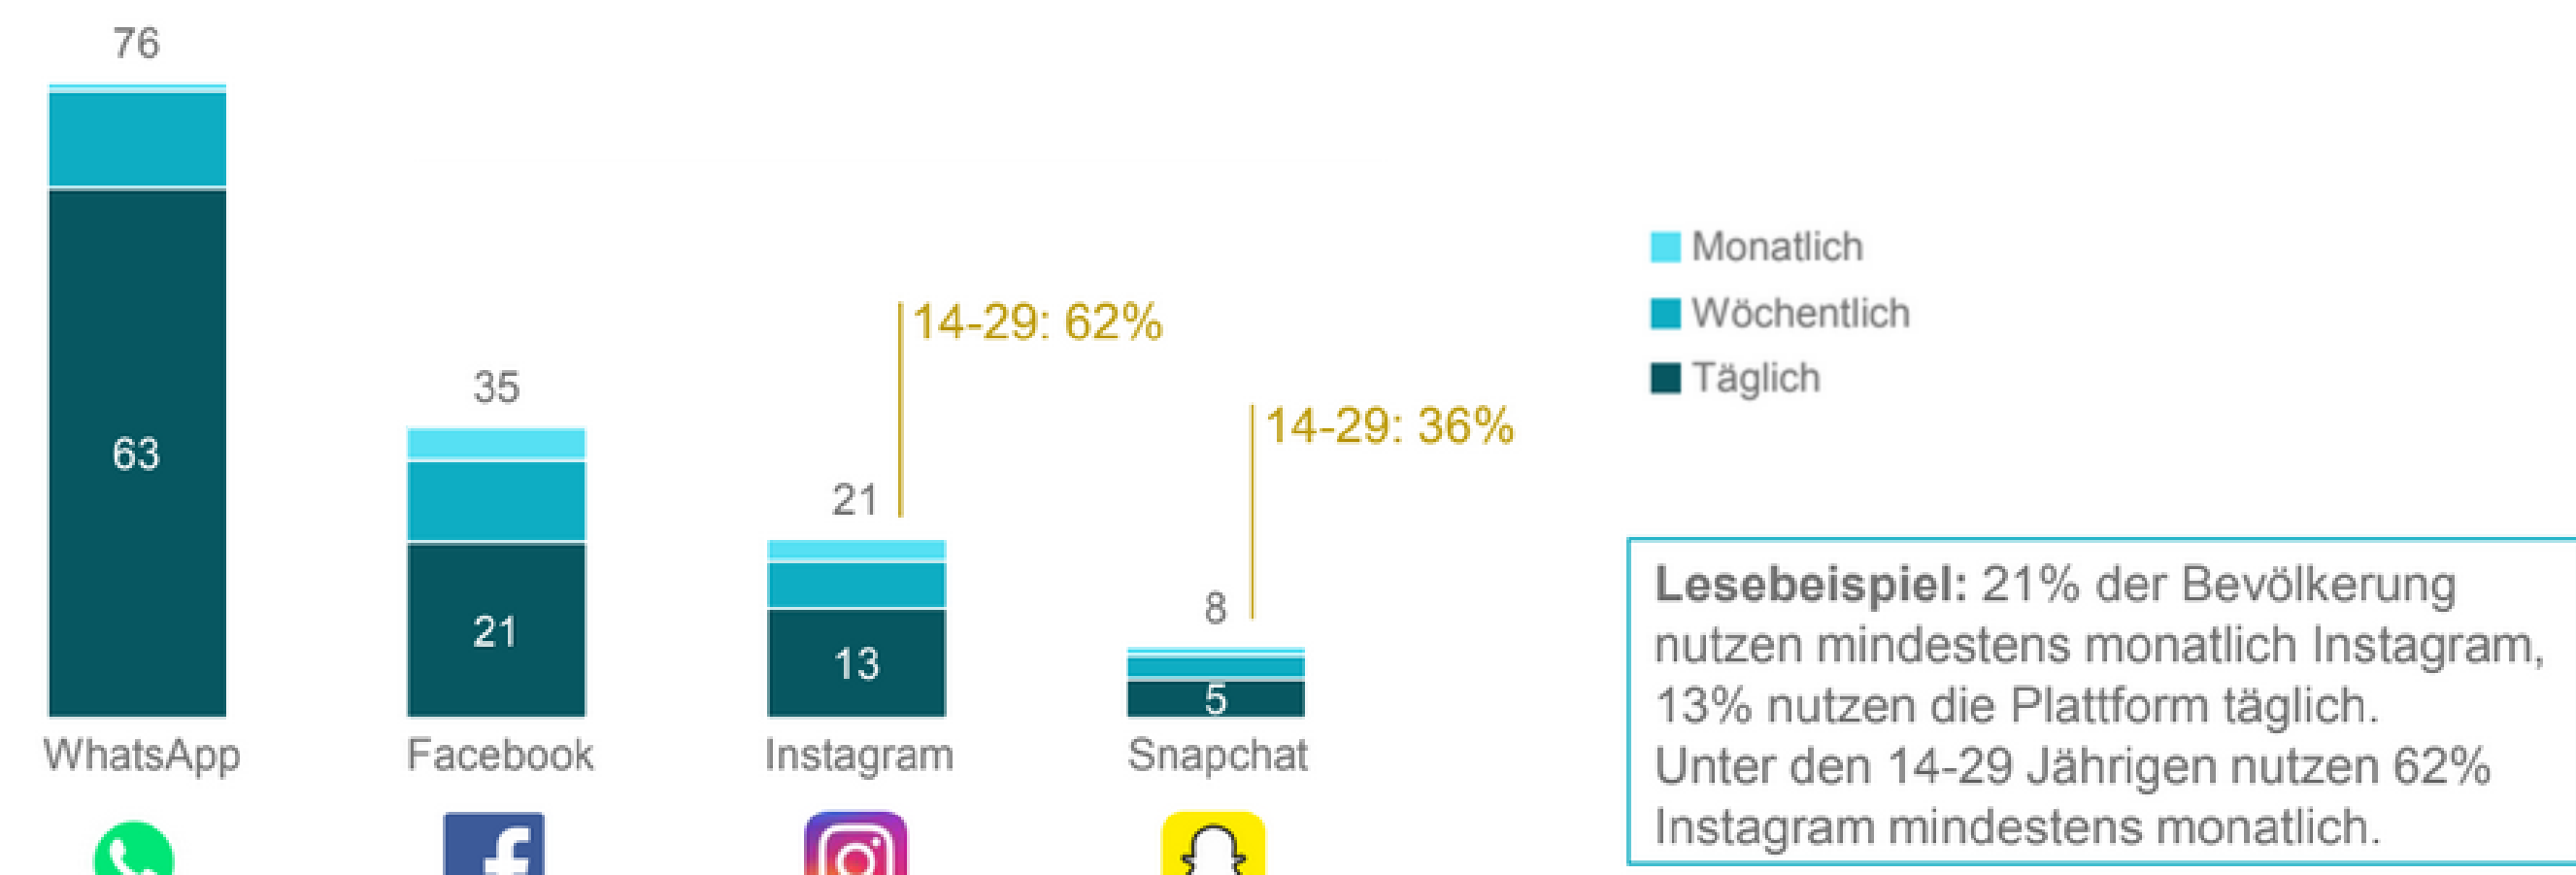 76
63
WhatsApp
35
21
Facebook
14-29: 62%
21
13
Instagram
14-29: 36%
8
5
Snapchat
Monatlich
Wöchentlich
Täglich
Lesebeispiel: 21% der Bevölkerung
nutzen mindestens monatlich Instagram,
13% nutzen die Plattform täglich.
Unter den 14-29 Jährigen nutzen 62%
Instagram mindestens monatlich.